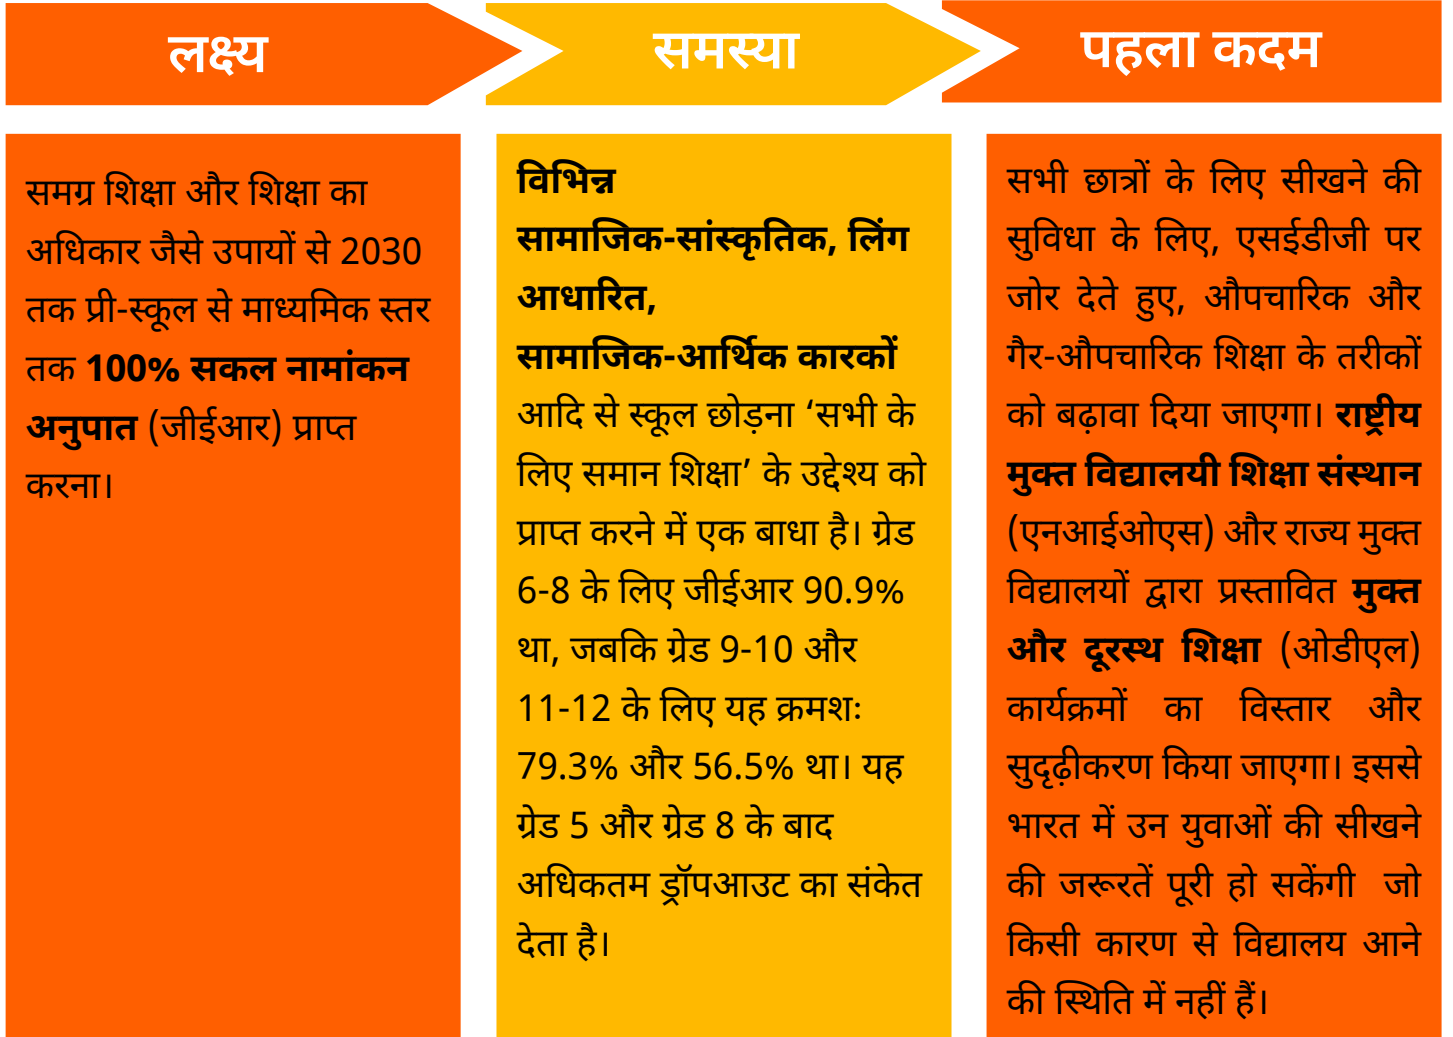 लक्ष्य
समस्या
पहला कदम
समग्र शिक्षा और शिक्षा का
अधिकार जैसे उपायों से 2030
तक प्री-स्कूल से माध्यमिक स्तर
तक 100% सकल नामांकन
अनुपात (जीईआर) प्राप्त
करना।
विभिन्न
सामाजिक-सांस्कृतिक, लिंग
आधारित,
सामाजिक-आर्थिक कारकों
आदि से स्कूल छोड़ना ‘सभी के
लिए समान शिक्षा’ के उद्देश्य को
प्राप्त करने में एक बाधा है। ग्रेड
6-8 के लिए जीईआर 90.9%
था, जबकि ग्रेड 9-10 और
11-12 के लिए यह क्रमशः
79.3% और 56.5% था। यह
ग्रेड 5 और ग्रेड 8 के बाद
अधिकतम ड्रॉपआउट का संकेत
देता है।
सभी छात्रों के लिए सीखने की
सुविधा के लिए, एसईडीजी पर
जोर देते हुए, औपचारिक और
गैर-औपचारिक शिक्षा के तरीकों
को बढ़ावा दिया जाएगा। राष्ट्रीय
मुक्त विद्यालयी शिक्षा संस्थान
(एनआईओएस) और राज्य मुक्त
विद्यालयों द्वारा प्रस्तावित मुक्त
और दूरस्थ शिक्षा (ओडीएल)
कार्यक्रमों का विस्तार और
सुदृढ़ीकरण किया जाएगा। इससे
भारत में उन युवाओं की सीखने
की जरूरतें पूरी हो सकेंगी जो
किसी कारण से विद्यालय आने
की स्थिति में नहीं हैं।